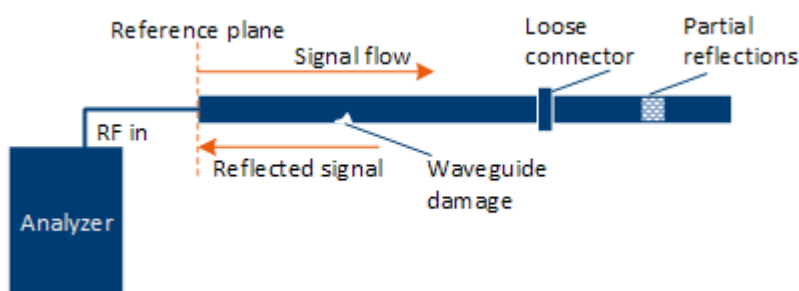 Reference plane
Signal flow
Loose
connector
Partial
reflections
RF in
Reflected signal
Waveguide
damage
Analyzer